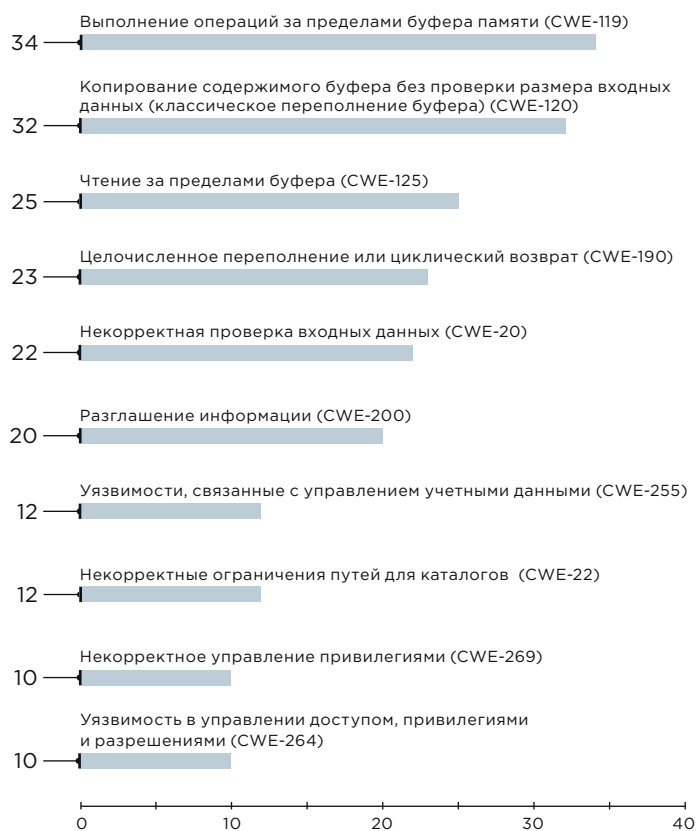 Выполнение операций за пределами буфера памяти (CWE-119)
34
Копирование содержимого буфера без проверки размера входных
данных (классическое переполнение буфера) (CWE-120)
32
Чтение за пределами буфера (CWE-125)
25
Целочисленное переполнение или циклический возврат (CWE-190)
23
Некорректная проверка входных данных (CWE-20)
22
Разглашение информации (CWE-200)
20
Уязвимости, связанные с управлением учетными данными (CWE-255)
12
Некорректные ограничения путей для каталогов (CWE-22)
12
Некорректное управление привилегиями (CWE-269)
10
Уязвимость в управлении доступом, привилегиями
и разрешениями (CWE-264)
10
0 10 20 30 40